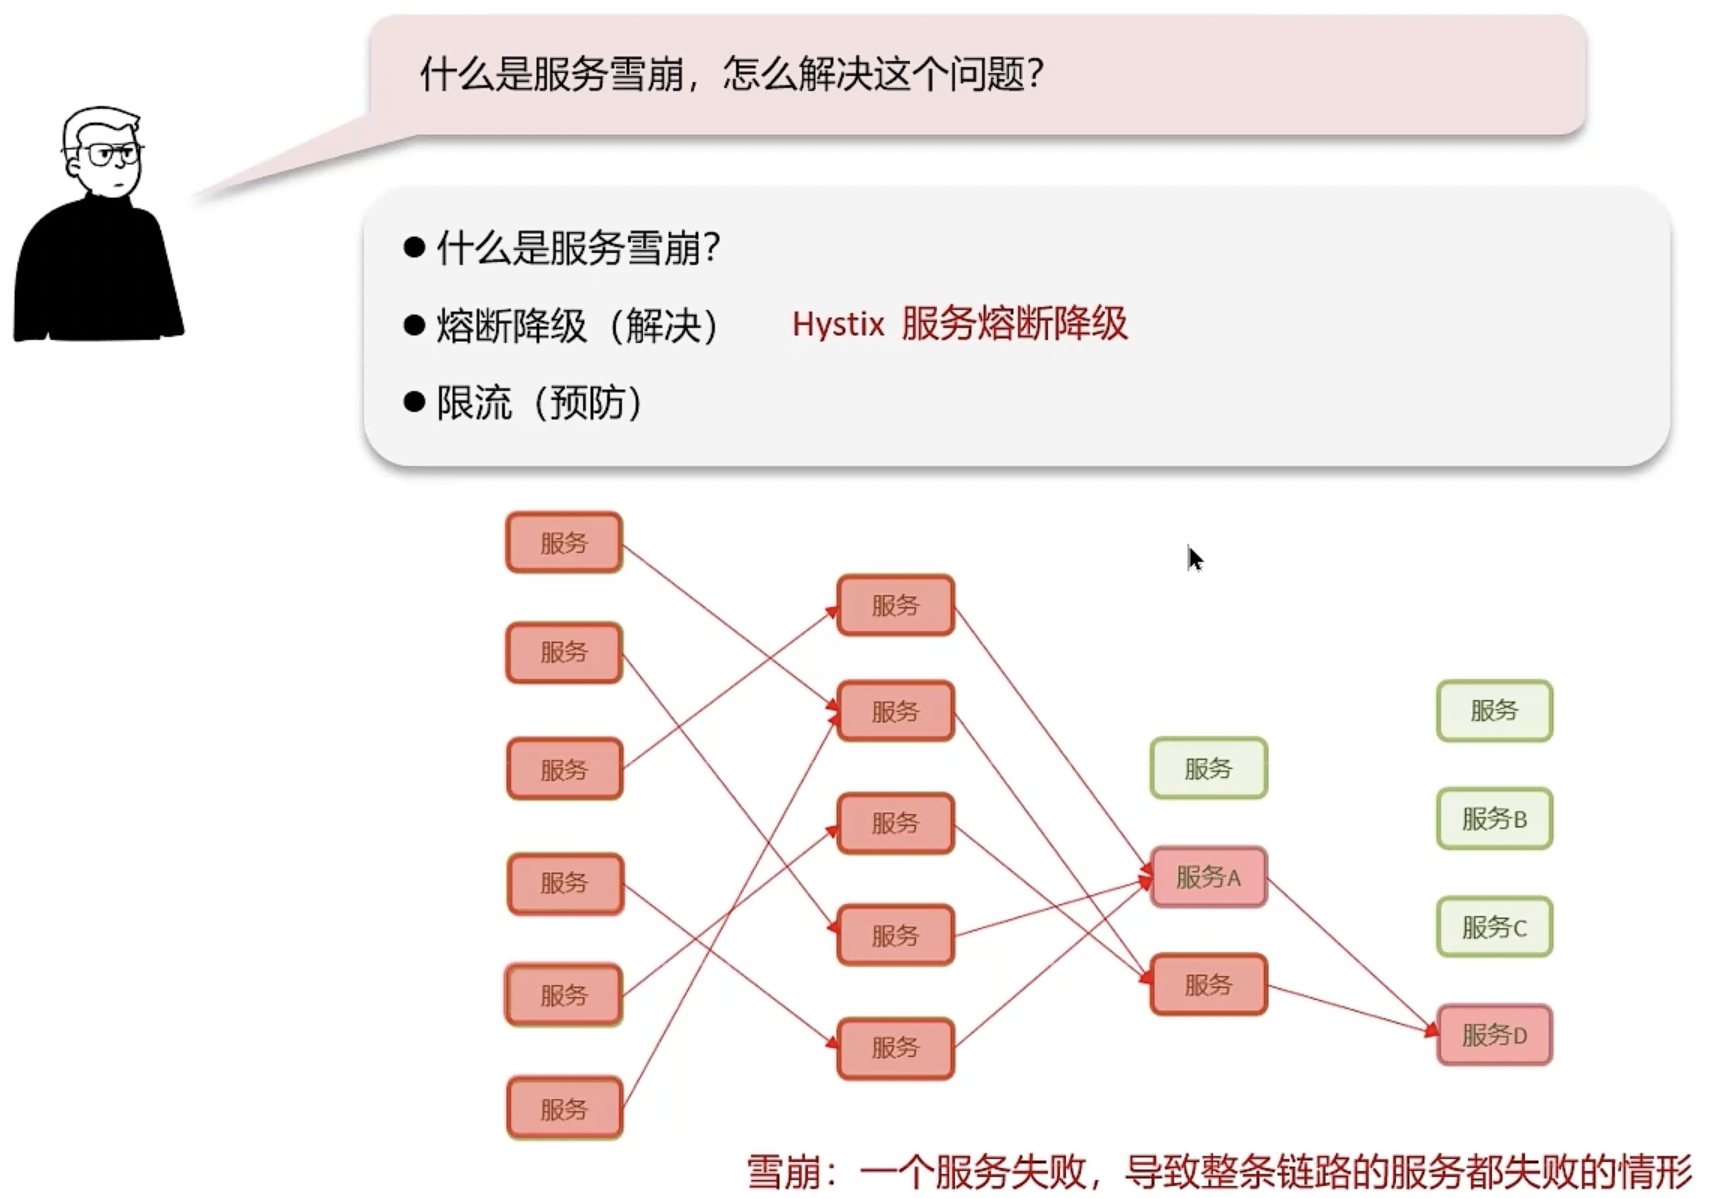 什么是服务雪崩，怎么解决这个问题？
● 什么是服务雪崩？
● 熔断降级（解决） Hystix 服务熔断降级
● 限流（预防）
服务
服务
服务
服务
服务
服务
服务
服务
服务
服务
服务
服务
服务A
服务
服务
服务B
服务C
服务D
雪崩：一个服务失败，导致整条链路的服务都失败的情形